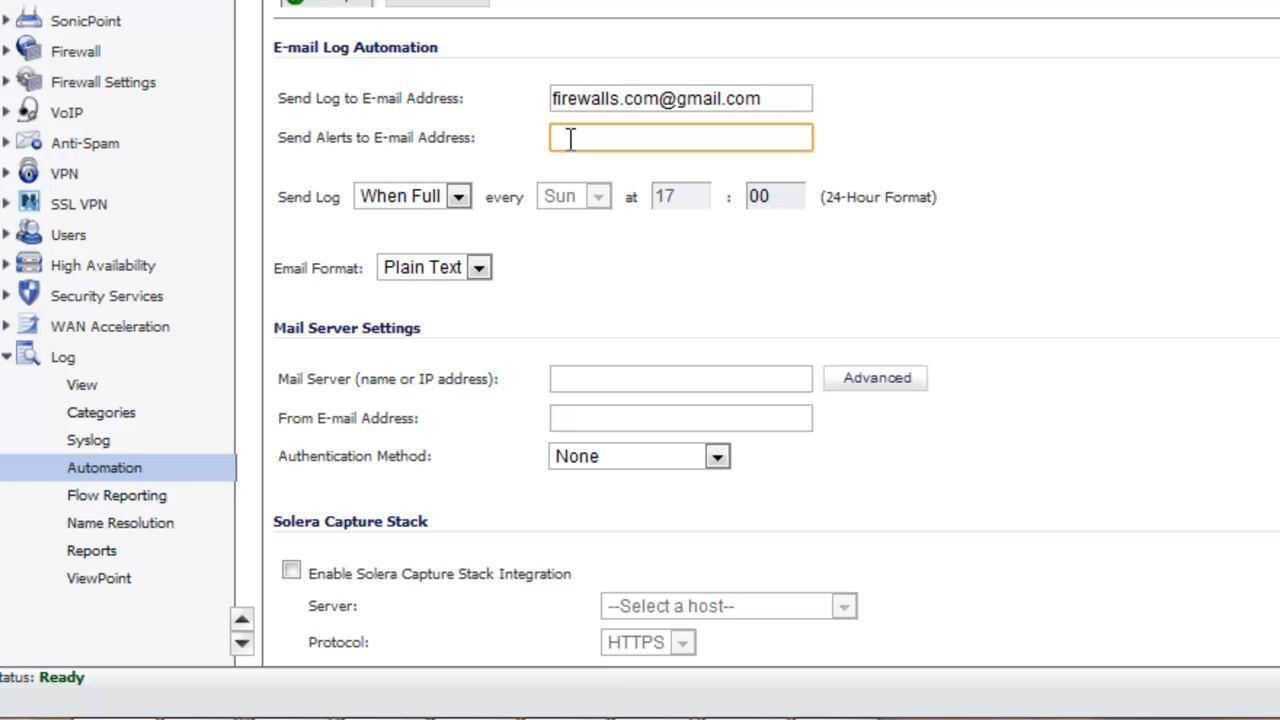 SonicPoint
Firewall
Firewall Settings
VoIP
Anti-Spam
VPN
SSL VPN
Users
High Availability
Security Services
WAN Acceleration
Log
View
Categories
Syslog
Automation
Flow Reporting
Name Resolution
Reports
ViewPoint
E-mail Log Automation
Send Log to E-mail Address: firewalls.com@gmail.com
Send Alerts to E-mail Address:
Send Log When Full every Sun at 17 : 00 (24-Hour Format)
Email Format: Plain Text
Mail Server Settings
Mail Server (name or IP address): Advanced
From E-mail Address:
Authentication Method: None
Solera Capture Stack
Enable Solera Capture Stack Integration
Server: --Select a host--
Protocol: HTTPS
tatus: Ready